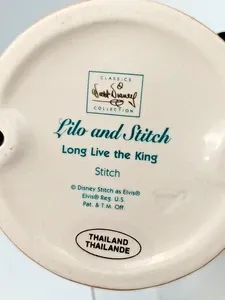 CLASSICS
Walt Disney
COLLECTION
Lilo and Stitch
Long Live the King
Stitch
© Disney Stitch as Elvis®
Elvis® Reg. U.S.
Pat. & T.M. Off.
THAILAND
THAILANDE